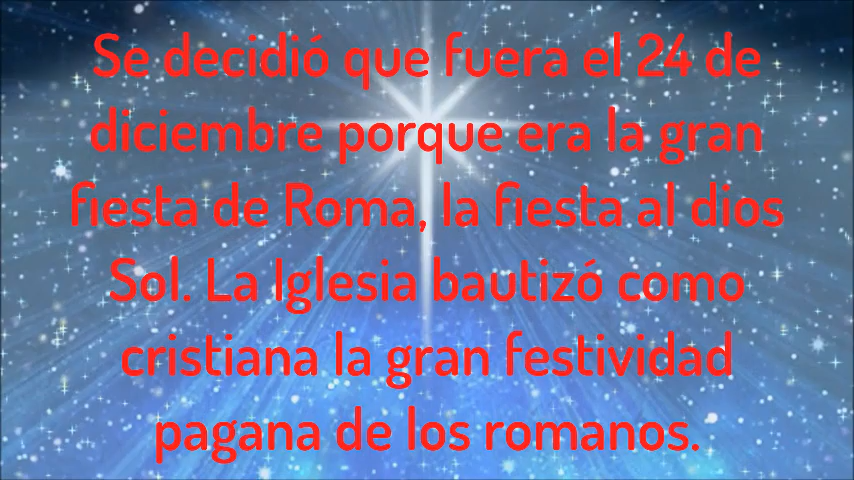 Se decidió que fuera el 24 de
diciembre porque era la gran
fiesta de Roma, la fiesta al dios
Sol. La Iglesia bautizó como
cristiana la gran festividad
pagana de los romanos.